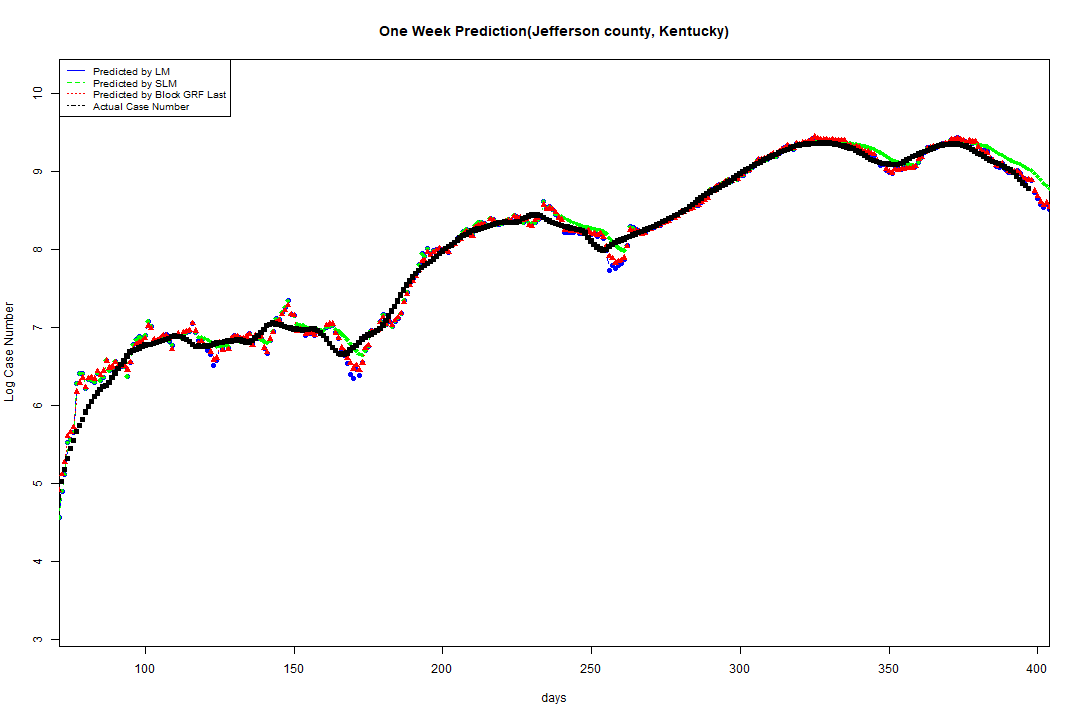 One Week Prediction(Jefferson county, Kentucky)
Predicted by LM
Predicted by SLM
Predicted by Block GRF Last
Actual Case Number
Log Case Number
10
9
8
7
6
5
4
3
100 150 200 250 300 350 400
days